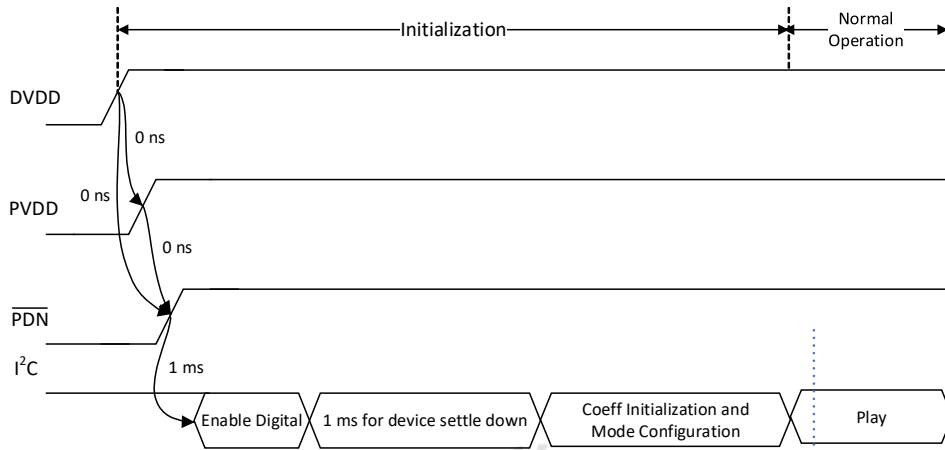 Initialization
Normal
Operation
DVDD
0 ns
0 ns
PVDD
0 ns
PDN
I²C
1 ms
Enable Digital
1 ms for device settle down
Coeff Initialization and
Mode Configuration
Play